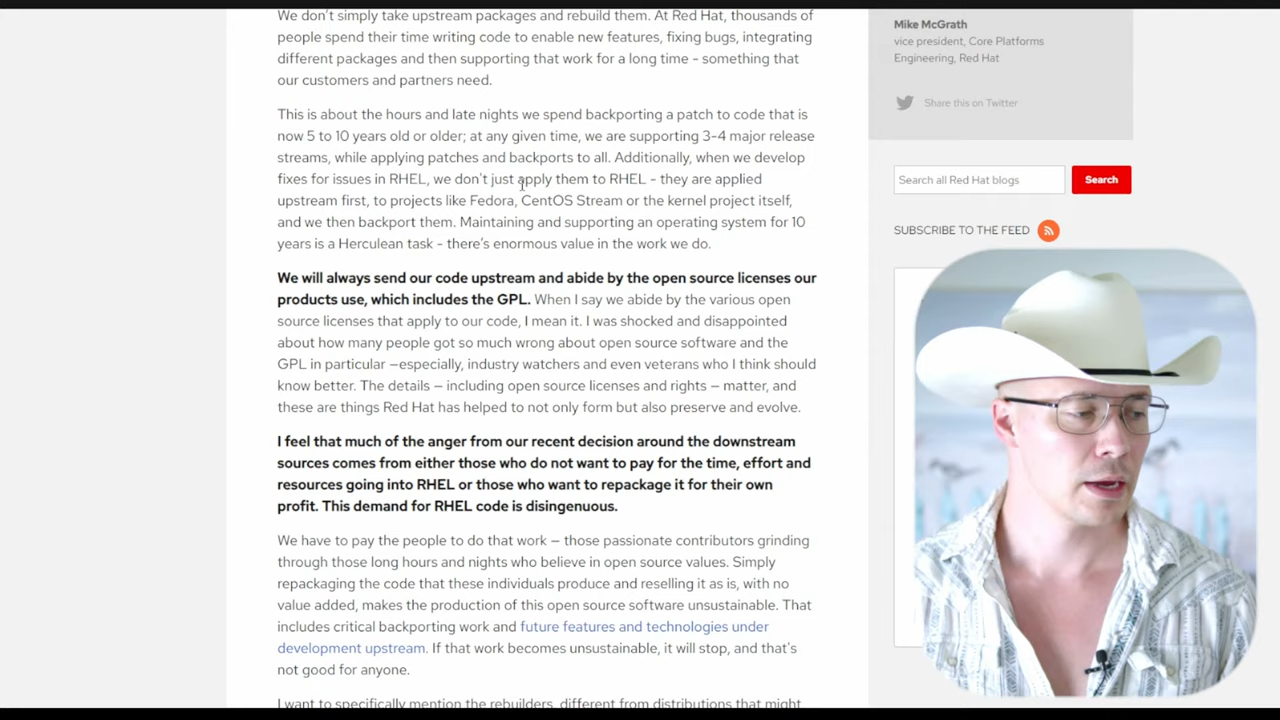 We don't simply take upstream packages and rebuild them. At Red Hat, thousands of
people spend their time writing code to enable new features, fixing bugs, integrating
different packages and then supporting that work for a long time - something that
our customers and partners need.
This is about the hours and late nights we spend backporting a patch to code that is
now 5 to 10 years old or older; at any given time, we are supporting 3-4 major release
streams, while applying patches and backports to all. Additionally, when we develop
fixes for issues in RHEL, we don't just apply them to RHEL - they are applied
upstream first, to projects like Fedora, CentOS Stream or the kernel project itself,
and we then backport them. Maintaining and supporting an operating system for 10
years is a Herculean task - there's enormous value in the work we do.
We will always send our code upstream and abide by the open source licenses our
products use, which includes the GPL. When I say we abide by the various open
source licenses that apply to our code, I mean it. I was shocked and disappointed
about how many people got so much wrong about open source software and the
GPL in particular —especially, industry watchers and even veterans who I think should
know better. The details — including open source licenses and rights — matter, and
these are things Red Hat has helped to not only form but also preserve and evolve.
I feel that much of the anger from our recent decision around the downstream
sources comes from either those who do not want to pay for the time, effort and
resources going into RHEL or those who want to repackage it for their own
profit. This demand for RHEL code is disingenuous.
We have to pay the people to do that work — those passionate contributors grinding
through those long hours and nights who believe in open source values. Simply
repackaging the code that these individuals produce and reselling it as is, with no
value added, makes the production of this open source software unsustainable. That
includes critical backporting work and future features and technologies under
development upstream. If that work becomes unsustainable, it will stop, and that's
not good for anyone.
I want to specifically mention the rebuilders, different from distributions that might
Mike McGrath
vice president, Core Platforms
Engineering, Red Hat
Share this on Twitter
Search all Red Hat blogs
Search
SUBSCRIBE TO THE FEED